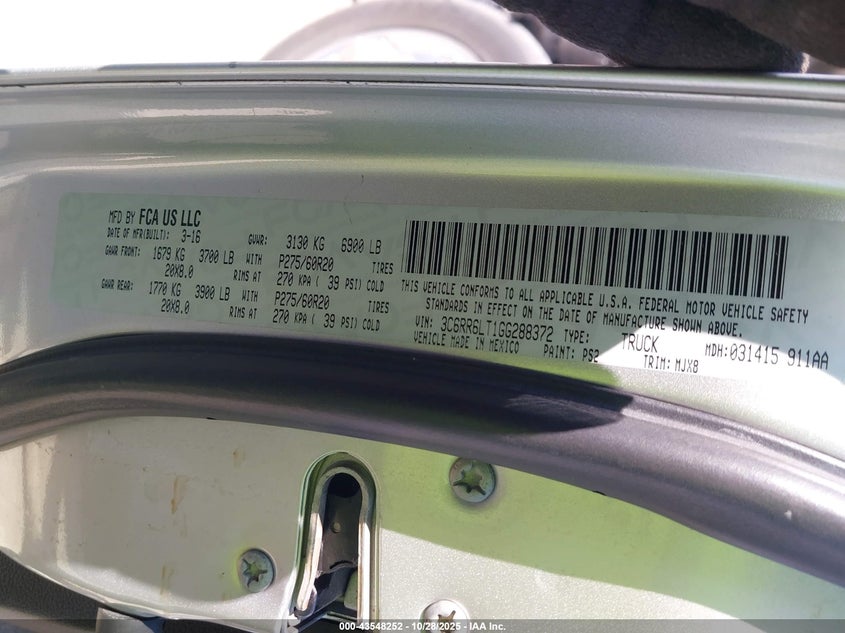 MFD BY FCA US LLC
DATE OF MFR(BUILT): 3-16 GVWR: 3130 KG 6900 LB
GAWR FRONT: 1679 KG 3700 LB WITH P275/60R20 TIRES
20X8.0 RIMS AT 270 KPA ( 39 PSI) COLD
GAWR REAR: 1770 KG 3900 LB WITH P275/60R20 TIRES
20X8.0 RIMS AT 270 KPA ( 39 PSI) COLD
THIS VEHICLE CONFORMS TO ALL APPLICABLE U.S.A. FEDERAL MOTOR VEHICLE SAFETY
STANDARDS IN EFFECT ON THE DATE OF MANUFACTURE SHOWN ABOVE.
VIN: 3C6RR6LT1GG288372 TYPE: TRUCK MDH:031415 911AA
VEHICLE MADE IN MEXICO PAINT: PS2 TRIM: MJX8
000-43548252 - 10/28/2025 - IAA Inc.